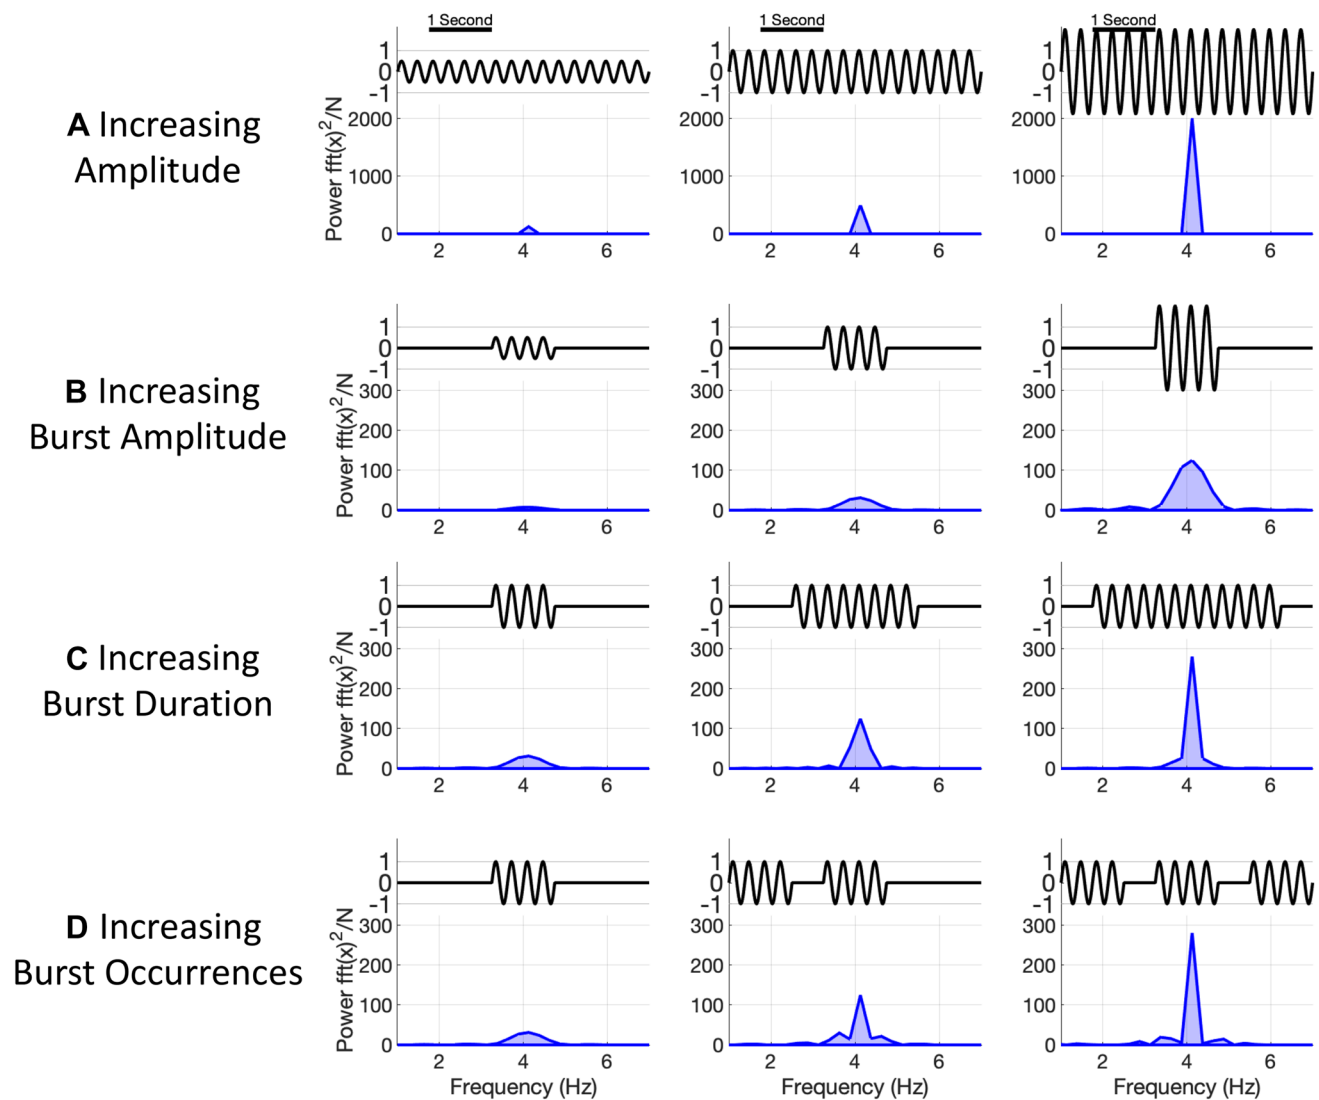 1 Second 1 Second 1 Second
A Increasing
Amplitude
Power fft(x)²/N
1 1 1
0 0 0
-1 -1 -1
2000 2000 2000
1000 1000 1000
0 0 0
2 4 6 2 4 6 2 4 6
B Increasing
Burst Amplitude
Power fft(x)²/N
1 1 1
0 0 0
-1 -1 -1
300 300 300
200 200 200
100 100 100
0 0 0
2 4 6 2 4 6 2 4 6
C Increasing
Burst Duration
Power fft(x)²/N
1 1 1
0 0 0
-1 -1 -1
300 300 300
200 200 200
100 100 100
0 0 0
2 4 6 2 4 6 2 4 6
D Increasing
Burst Occurrences
Power fft(x)²/N
1 1 1
0 0 0
-1 -1 -1
300 300 300
200 200 200
100 100 100
0 0 0
2 4 6 2 4 6 2 4 6
Frequency (Hz) Frequency (Hz) Frequency (Hz)